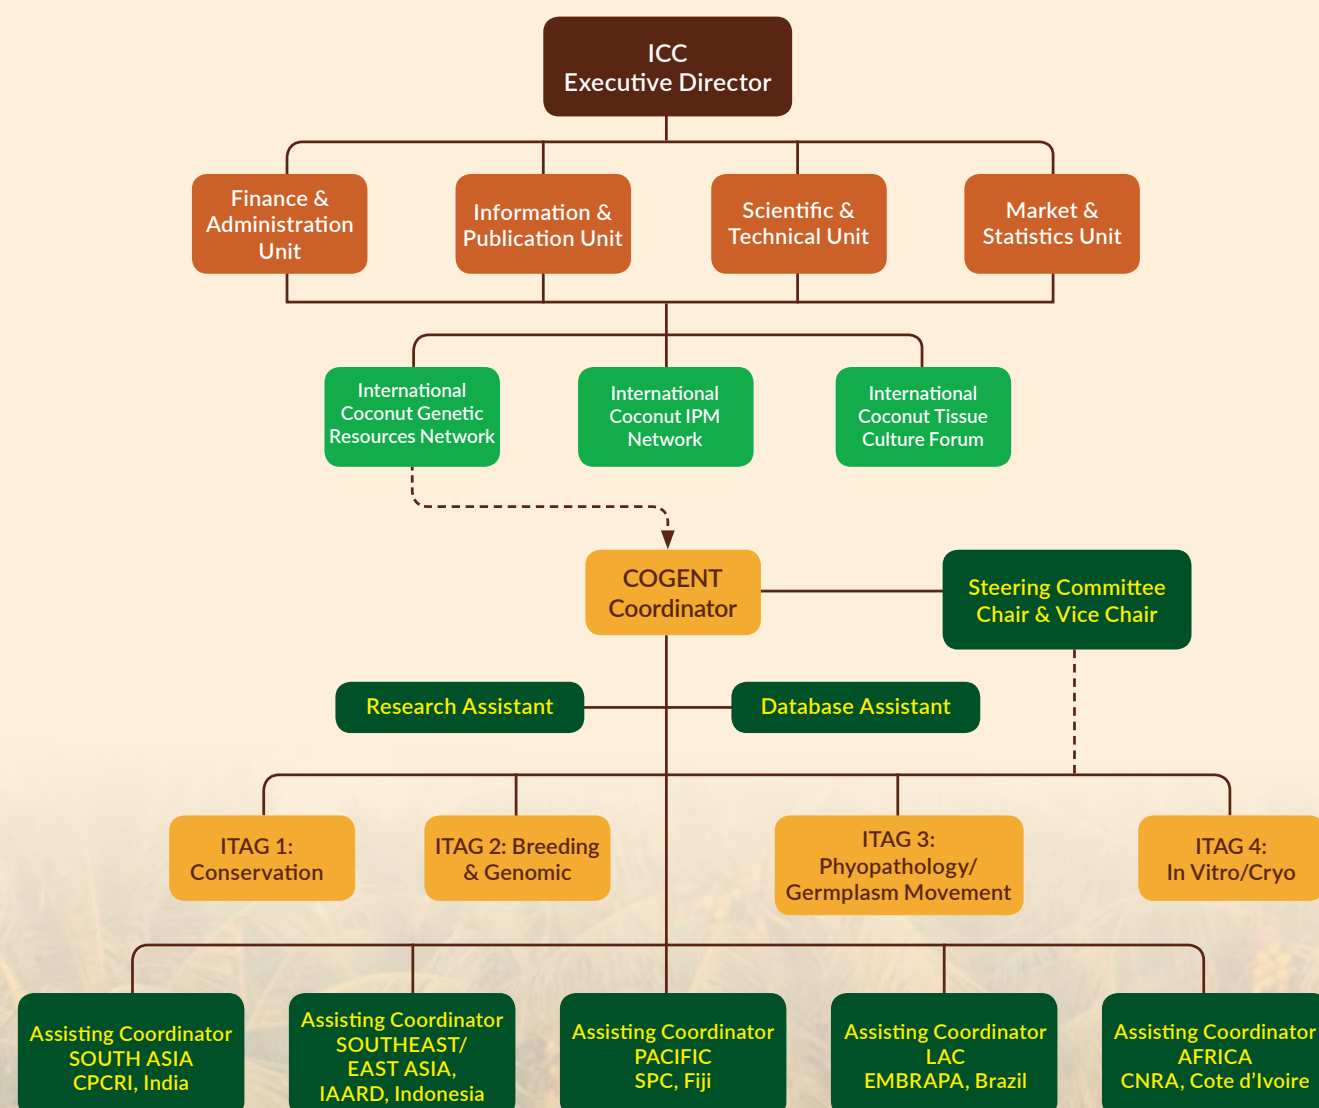 ICC
Executive Director
Finance &
Administration
Unit
Information &
Publication Unit
Scientific &
Technical Unit
Market &
Statistics Unit
International
Coconut Genetic
Resources Network
International
Coconut IPM
Network
International
Coconut Tissue
Culture Forum
COGENT
Coordinator
Steering Committee
Chair & Vice Chair
Research Assistant
Database Assistant
ITAG 1:
Conservation
ITAG 2: Breeding
& Genomic
ITAG 3:
Phyopathology/
Germplasm Movement
ITAG 4:
In Vitro/Cryo
Assisting Coordinator
SOUTH ASIA
CPCRI, India
Assisting Coordinator
SOUTHEAST/
EAST ASIA,
IAARD, Indonesia
Assisting Coordinator
PACIFIC
SPC, Fiji
Assisting Coordinator
LAC
EMBRAPA, Brazil
Assisting Coordinator
AFRICA
CNRA, Cote d’Ivoire